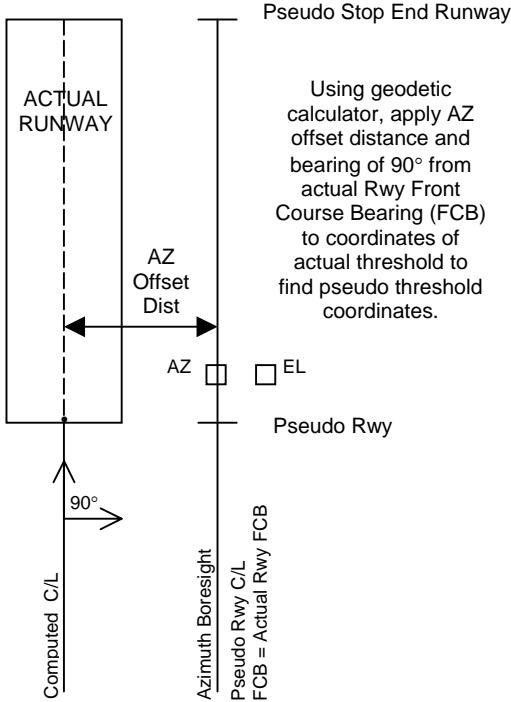 Pseudo Stop End Runway
ACTUAL
RUNWAY
Using geodetic
calculator, apply AZ
offset distance and
bearing of 90° from
actual Rwy Front
Course Bearing (FCB)
to coordinates of
actual threshold to
find pseudo threshold
coordinates.
AZ
Offset
Dist
AZ
EL
Pseudo Rwy
90°
Computed C/L
Azimuth Boresight
Pseudo Rwy C/L
FCB = Actual Rwy FCB